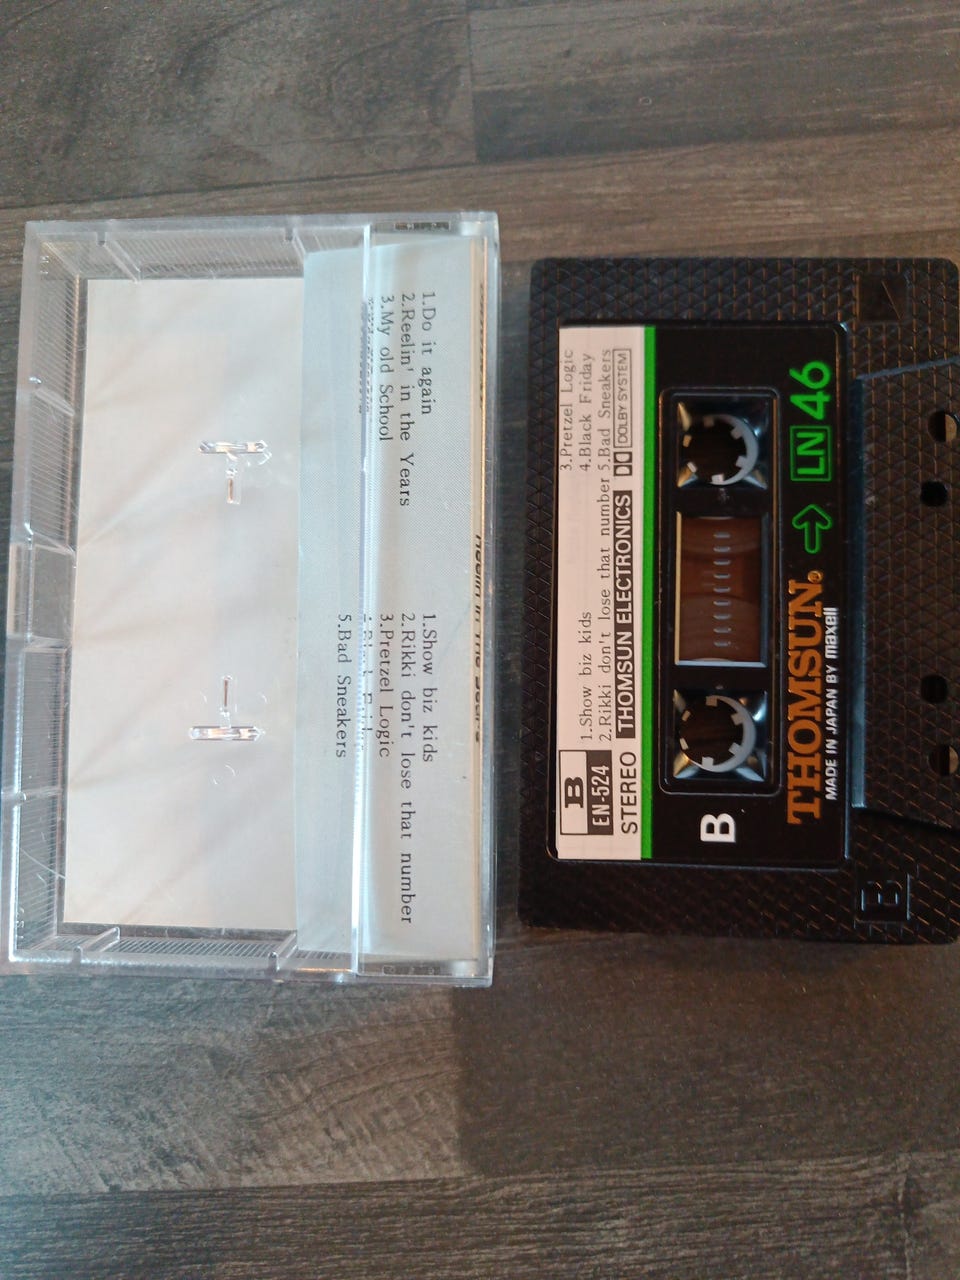 1.Do it again
2.Reelin' in the Years
3.My old School
1.Show biz kids
2.Rikki don't lose that number
3.Pretzel Logic
5.Bad Sneakers
B
EN-524
STEREO
1.Show biz kids
2.Rikki don't lose that number
3.Pretzel Logic
4.Black Friday
5.Bad Sneakers
THOMSUN ELECTRONICS
DOLBY SYSTEM
B
THOMSUN.
LN 46
MADE IN JAPAN BY maxell
B